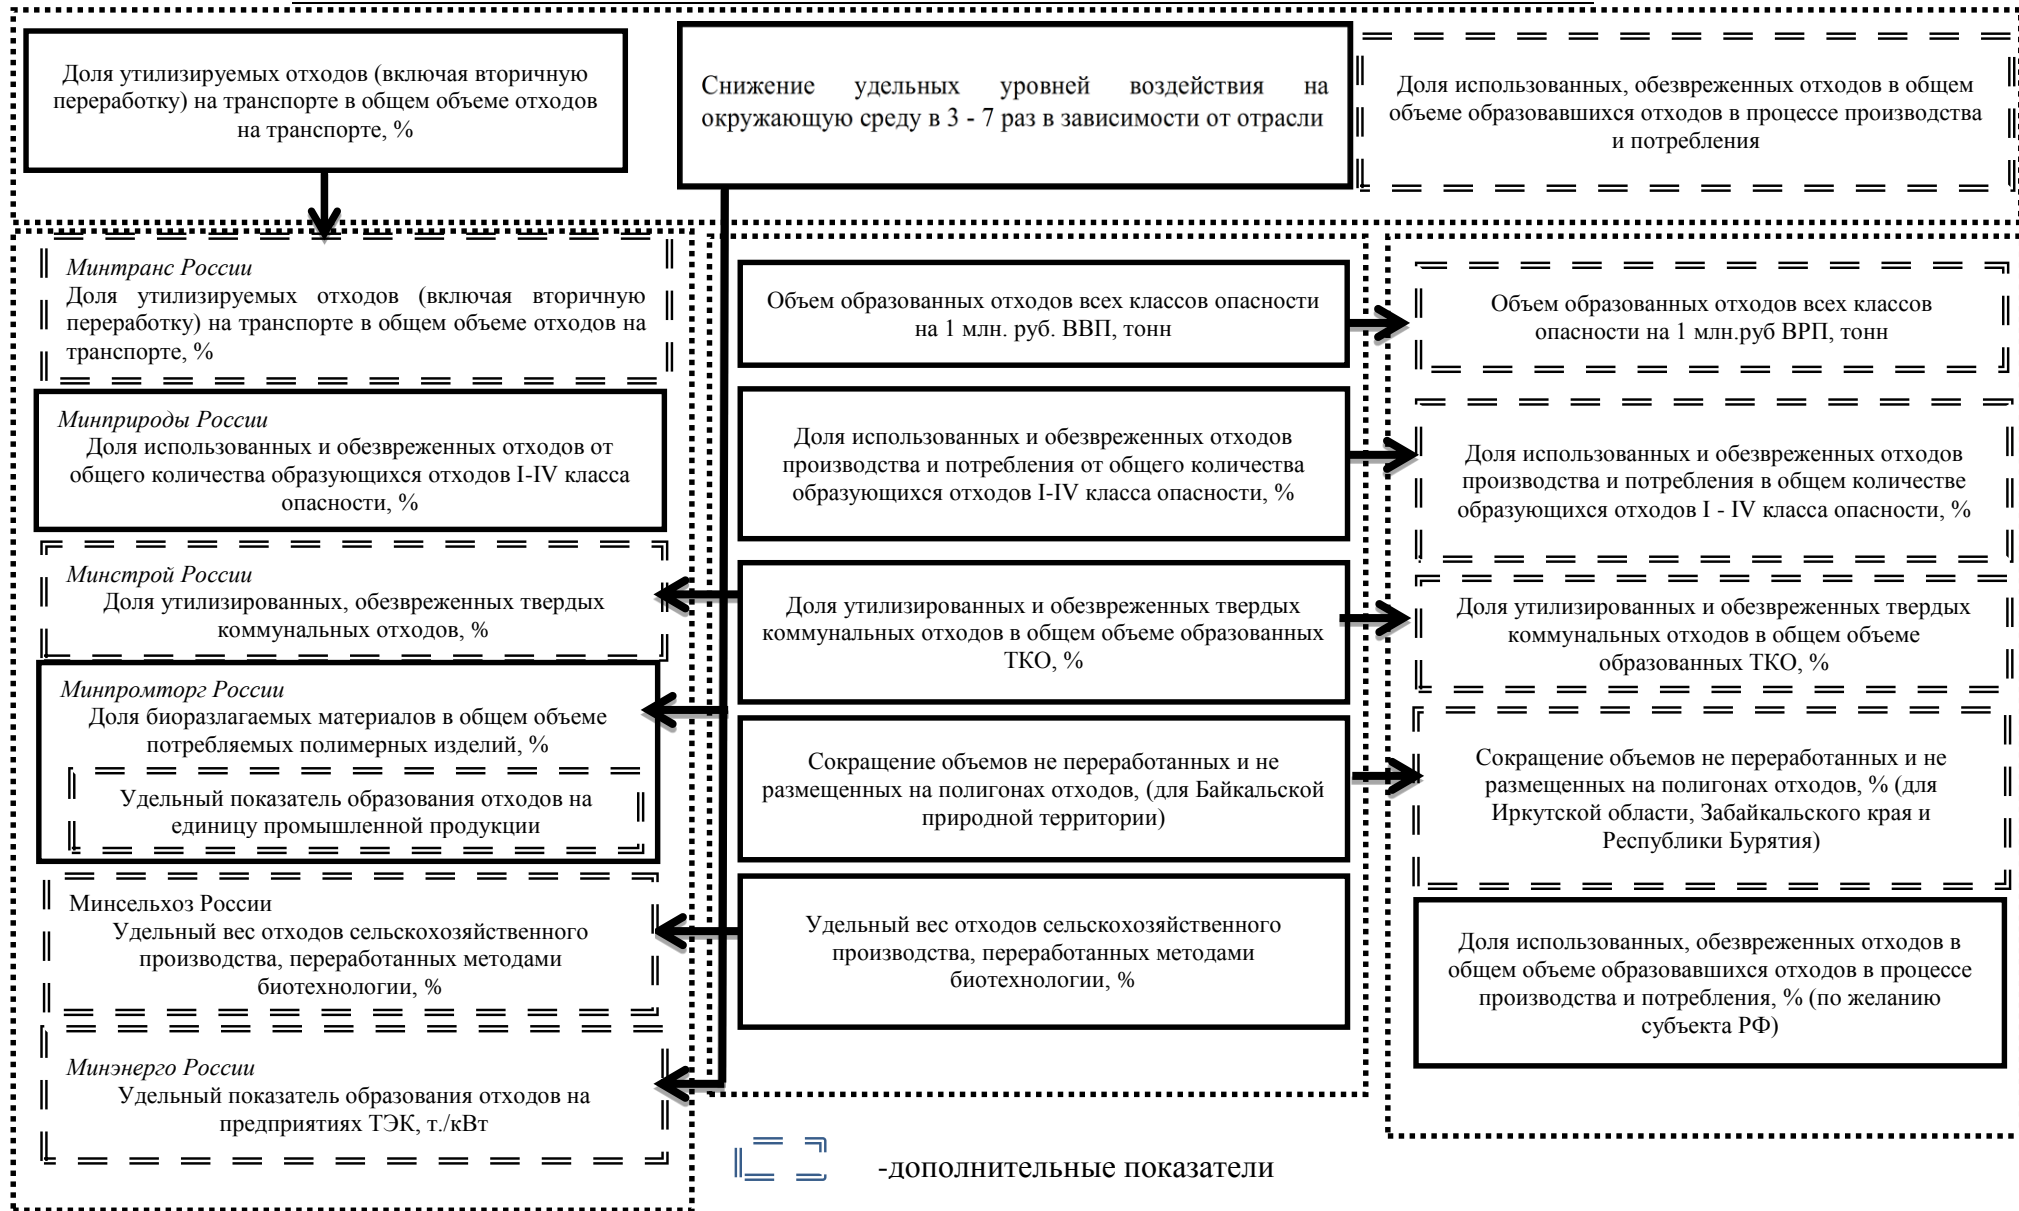 Доля утилизируемых отходов (включая вторичную
переработку) на транспорте в общем объеме отходов
на транспорте, %
Снижение удельных уровней воздействия на
окружающую среду в 3 - 7 раз в зависимости от отрасли
Доля использованных, обезвреженных отходов в общем
объеме образовавшихся отходов в процессе производства
и потребления
Минтранс России
Доля утилизируемых отходов (включая вторичную
переработку) на транспорте в общем объеме отходов на
транспорте, %
Минприроды России
Доля использованных и обезвреженных отходов от
общего количества образующихся отходов I-IV класса
опасности, %
Минстрой России
Доля утилизированных, обезвреженных твердых
коммунальных отходов, %
Минпромторг России
Доля биоразлагаемых материалов в общем объеме
потребляемых полимерных изделий, %
Удельный показатель образования отходов на
единицу промышленной продукции
Минсельхоз России
Удельный вес отходов сельскохозяйственного
производства, переработанных методами
биотехнологии, %
Минэнерго России
Удельный показатель образования отходов на
предприятиях ТЭК, т./кВт
Объем образованных отходов всех классов опасности
на 1 млн. руб. ВВП, тонн
Доля использованных и обезвреженных отходов
производства и потребления от общего количества
образующихся отходов I-IV класса опасности, %
Доля утилизированных и обезвреженных твердых
коммунальных отходов в общем объеме образованных
ТКО, %
Сокращение объемов не переработанных и не
размещенных на полигонах отходов, (для Байкальской
природной территории)
Удельный вес отходов сельскохозяйственного
производства, переработанных методами
биотехнологии, %
Объем образованных отходов всех классов
опасности на 1 млн.руб ВРП, тонн
Доля использованных и обезвреженных отходов
производства и потребления в общем количестве
образующихся отходов I - IV класса опасности, %
Доля утилизированных и обезвреженных твердых
коммунальных отходов в общем объеме
образованных ТКО, %
Сокращение объемов не переработанных и не
размещенных на полигонах отходов, % (для
Иркутской области, Забайкальского края и
Республики Бурятия)
Доля использованных, обезвреженных отходов в
общем объеме образовавшихся отходов в процессе
производства и потребления, % (по желанию
субъекта РФ)
-дополнительные показатели